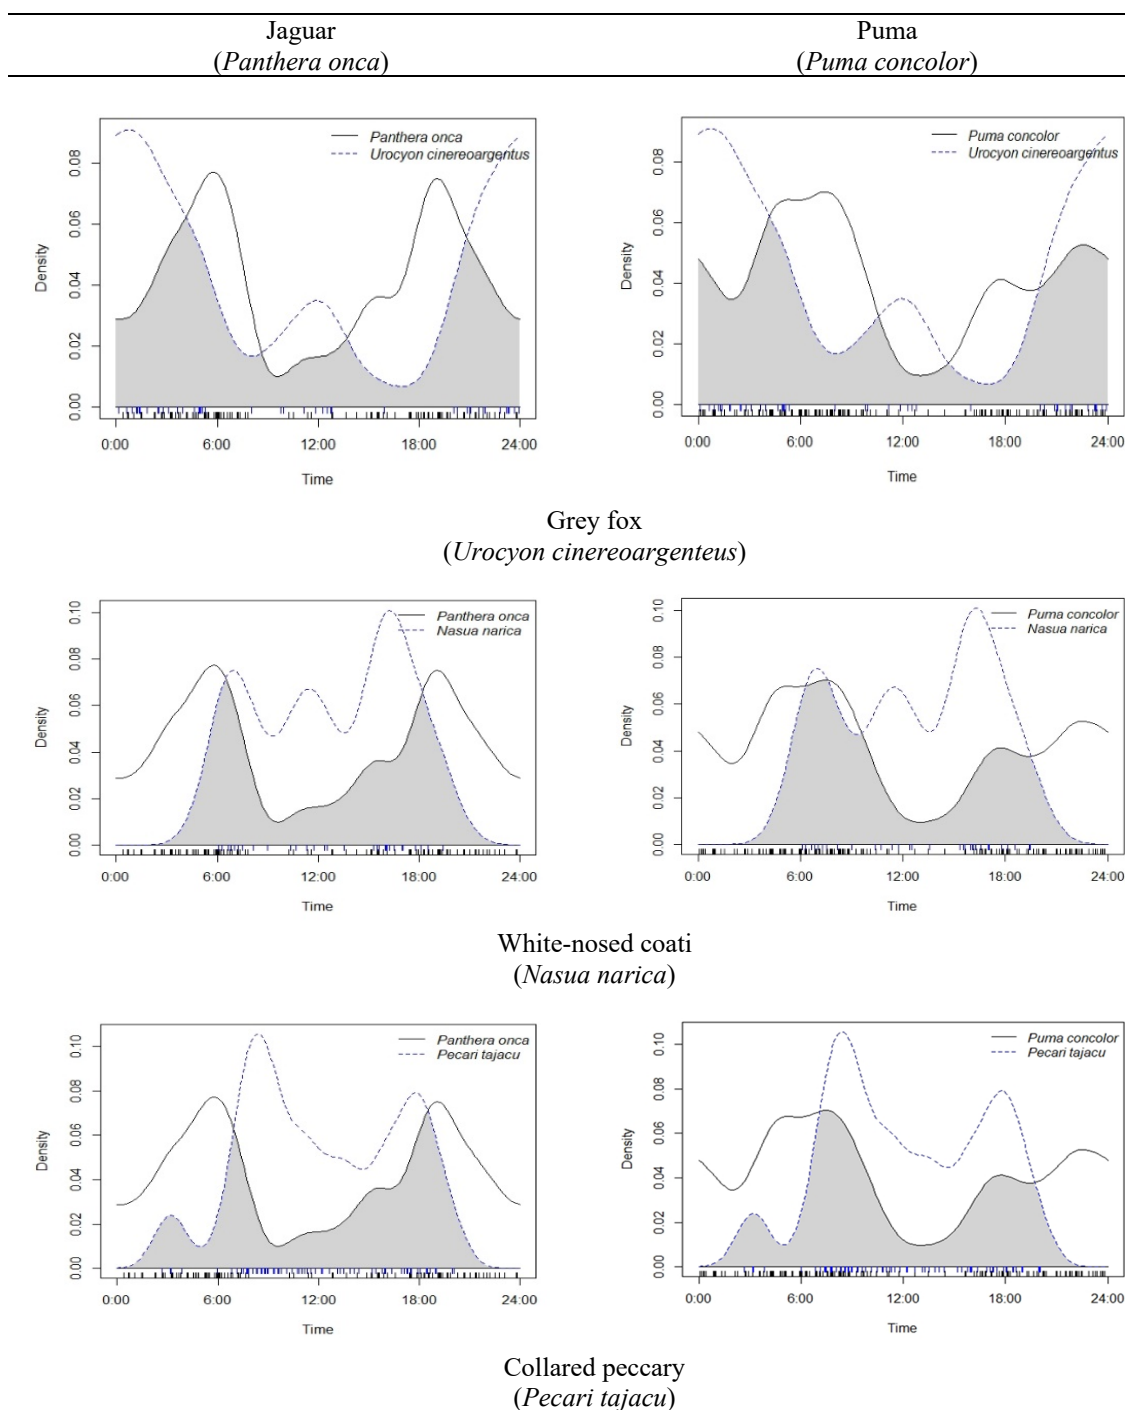 Jaguar
(Panthera onca)
Puma
(Puma concolor)
Panthera onca
Urocyon cinereoargentus
Density
0.00 0.02 0.04 0.06 0.08
0:00 6:00 12:00 18:00 24:00
Time
Puma concolor
Urocyon cinereoargentus
Density
0.00 0.02 0.04 0.06 0.08
0:00 6:00 12:00 18:00 24:00
Time
Grey fox
(Urocyon cinereoargenteus)
Panthera onca
Nasua narica
Density
0.00 0.02 0.04 0.06 0.08 0.10
0:00 6:00 12:00 18:00 24:00
Time
Puma concolor
Nasua narica
Density
0.00 0.02 0.04 0.06 0.08 0.10
0:00 6:00 12:00 18:00 24:00
Time
White-nosed coati
(Nasua narica)
Panthera onca
Pecari tajacu
Density
0.00 0.02 0.04 0.06 0.08 0.10
0:00 6:00 12:00 18:00 24:00
Time
Puma concolor
Pecari tajacu
Density
0.00 0.02 0.04 0.06 0.08 0.10
0:00 6:00 12:00 18:00 24:00
Time
Collared peccary
(Pecari tajacu)